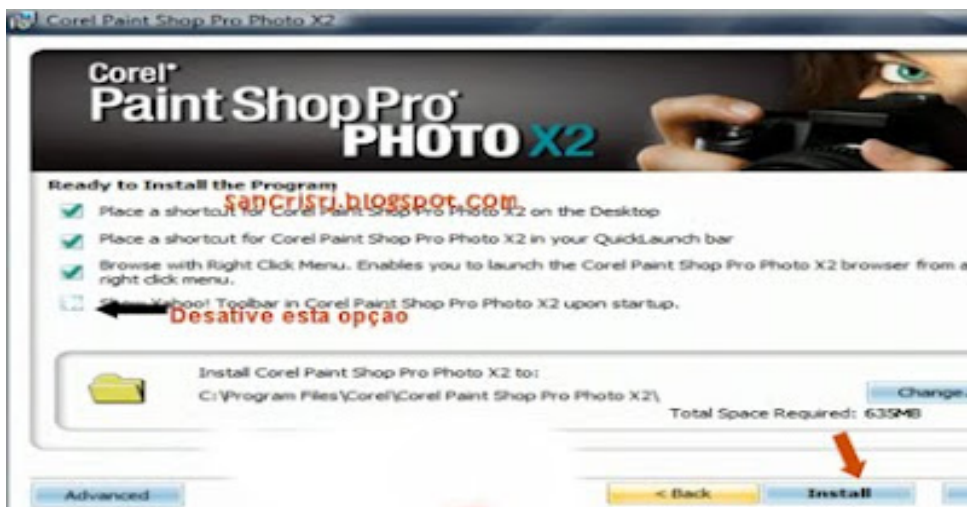 Corel Paint Shop Pro Photo X2
Corel
Paint Shop Pro
PHOTO X2
Ready to Install the Program
sancrisrj.blogspot.com
Place a shortcut for Corel Paint Shop Pro Photo X2 on the Desktop
Place a shortcut for Corel Paint Shop Pro Photo X2 in your QuickLaunch bar
Browse with Right Click Menu. Enables you to launch the Corel Paint Shop Pro Photo X2 browser from a
right click menu.
Show Yahoo! Toolbar in Corel Paint Shop Pro Photo X2 upon startup.
Desative esta opção
Install Corel Paint Shop Pro Photo X2 to:
C:\Program Files\Corel\Corel Paint Shop Pro Photo X2\
Change.
Total Space Required: 635MB
Advanced
< Back
Install